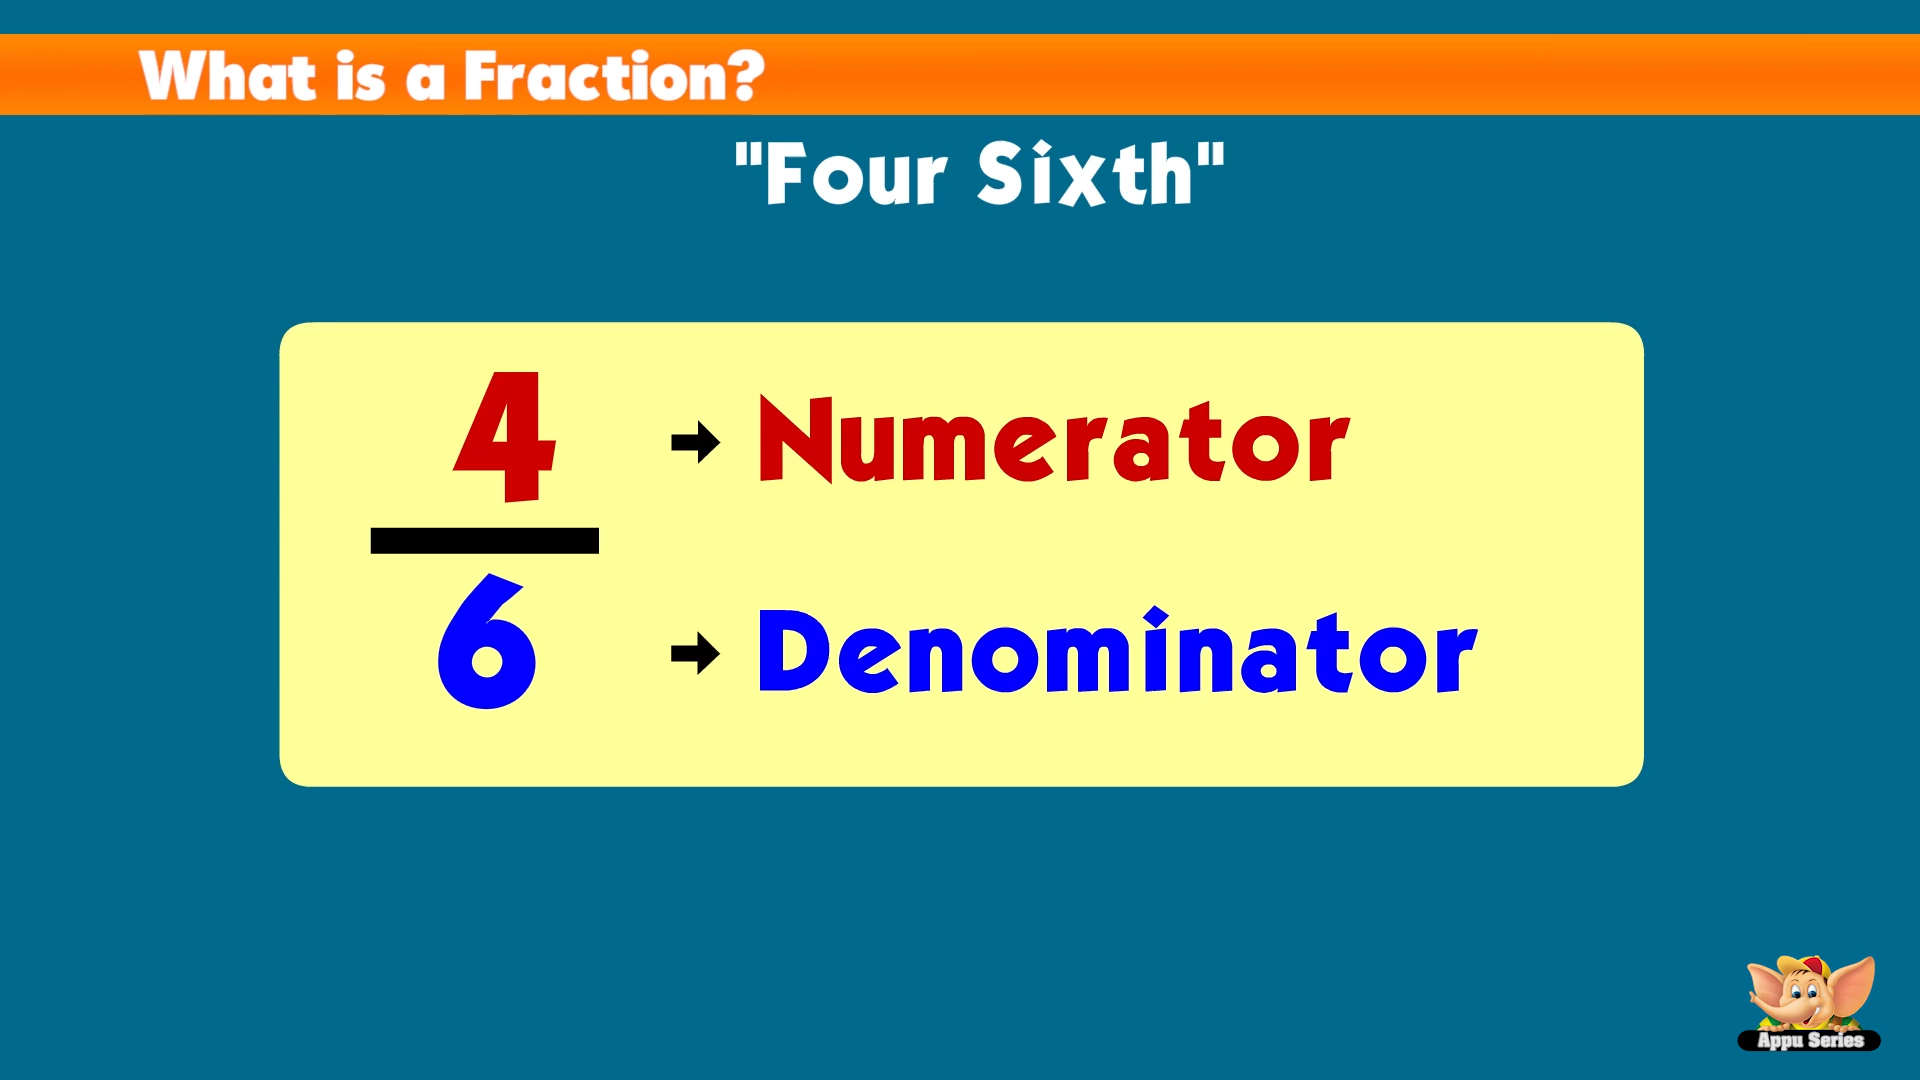 What is a Fraction?
"Four Sixth"
4 → Numerator
6 → Denominator
Appu Series